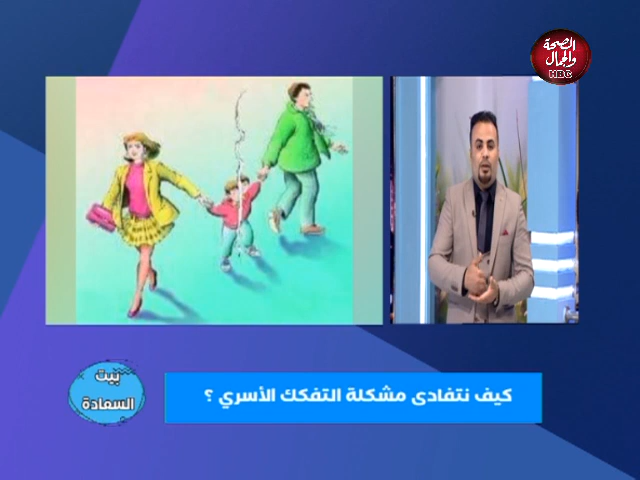 الصحة
والجمال
HBC
كيف نتفادى مشكلة التفكك الأسري ؟
بيت
السعادة